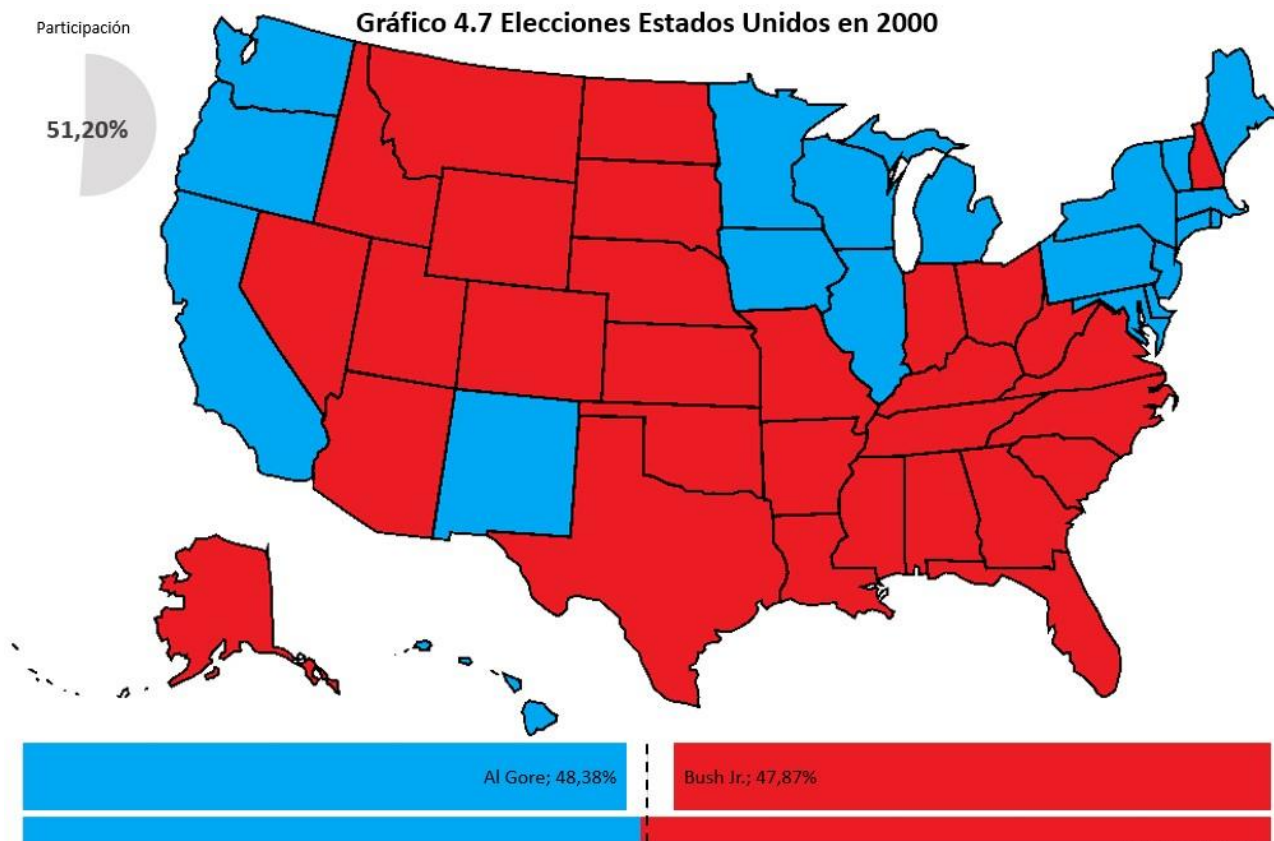 Gráfico 4.7 Elecciones Estados Unidos en 2000
Participación
51,20%
Al Gore; 48,38%
Bush Jr.; 47,87%